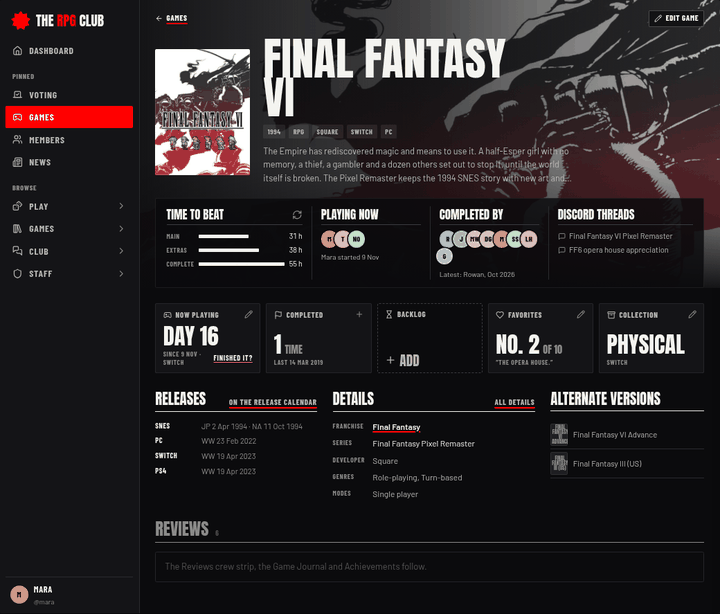 THE RPG CLUB
DASHBOARD
PINNED
VOTING
GAMES
MEMBERS
NEWS
BROWSE
PLAY
GAMES
CLUB
STAFF
MARA
@mara
M
← GAMES
EDIT GAME
FINAL FANTASY VI
FINAL FANTASY
VI
1994 RPG SQUARE SWITCH PC
The Empire has rediscovered magic and means to use it. A half-Esper girl with no
memory, a thief, a gambler and a dozen others set out to stop it until the world
itself is broken. The Pixel Remaster keeps the 1994 SNES story with new art and…
TIME TO BEAT
MAIN 31 h
EXTRAS 38 h
COMPLETE 55 h
PLAYING NOW
M T NO
Mara started 9 Nov
COMPLETED BY
R J MW DG M SS LH
G
Latest: Rowan, Oct 2026
DISCORD THREADS
Final Fantasy VI Pixel Remaster
FF6 opera house appreciation
NOW PLAYING
DAY 16
SINCE 9 NOV ·
SWITCH
FINISHED IT?
COMPLETED +
1 TIME
LAST 14 MAR 2019
BACKLOG
+ ADD
FAVORITES
NO. 2 OF 10
"THE OPERA HOUSE."
COLLECTION
PHYSICAL
SWITCH
RELEASES
ON THE RELEASE CALENDAR
SNES JP 2 Apr 1994 · NA 11 Oct 1994
PC WW 23 Feb 2022
SWITCH WW 19 Apr 2023
PS4 WW 19 Apr 2023
DETAILS
ALL DETAILS
FRANCHISE Final Fantasy
SERIES Final Fantasy Pixel Remaster
DEVELOPER Square
GENRES Role-playing, Turn-based
MODES Single player
ALTERNATE VERSIONS
Final Fantasy VI Advance
Final Fantasy III (US)
REVIEWS 6
The Reviews crew strip, the Game Journal and Achievements follow.